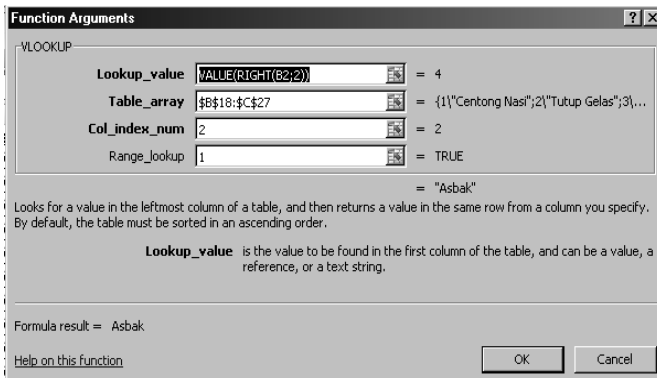 Function Arguments
VLOOKUP
Lookup_value VALUE(RIGHT(B2;2)) = 4
Table_array $B$18:$C$27 = {1\"Centong Nasi";2\"Tutup Gelas";3\...
Col_index_num 2 = 2
Range_lookup 1 = TRUE
= "Asbak"
Looks for a value in the leftmost column of a table, and then returns a value in the same row from a column you specify.
By default, the table must be sorted in an ascending order.
Lookup_value is the value to be found in the first column of the table, and can be a value, a
reference, or a text string.
Formula result = Asbak
Help on this function OK Cancel